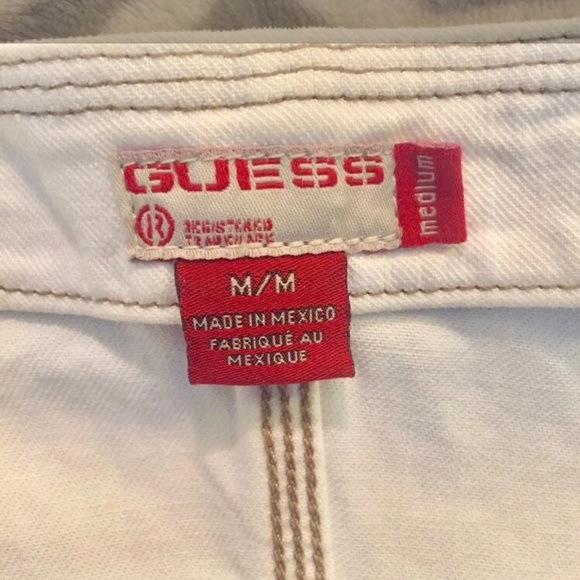 GUESS
® REGISTERED
TRADEMARK
medium
M/M
MADE IN MEXICO
FABRIQUÉ AU
MEXIQUE